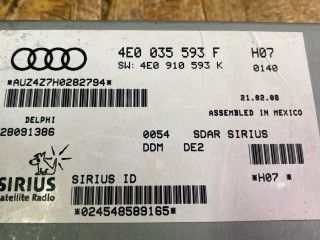 4E0 035 593 F H07
SW: 4E0 910 593 K 0140
*AUZ4Z7H0282794*
21.02.08
ASSEMBLED IN MEXICO
DELPHI
28091386
0054 SDAR SIRIUS
DDM DE2
SIRIUS
Satellite Radio
SIRIUS ID
*H07 *
*024548589165*